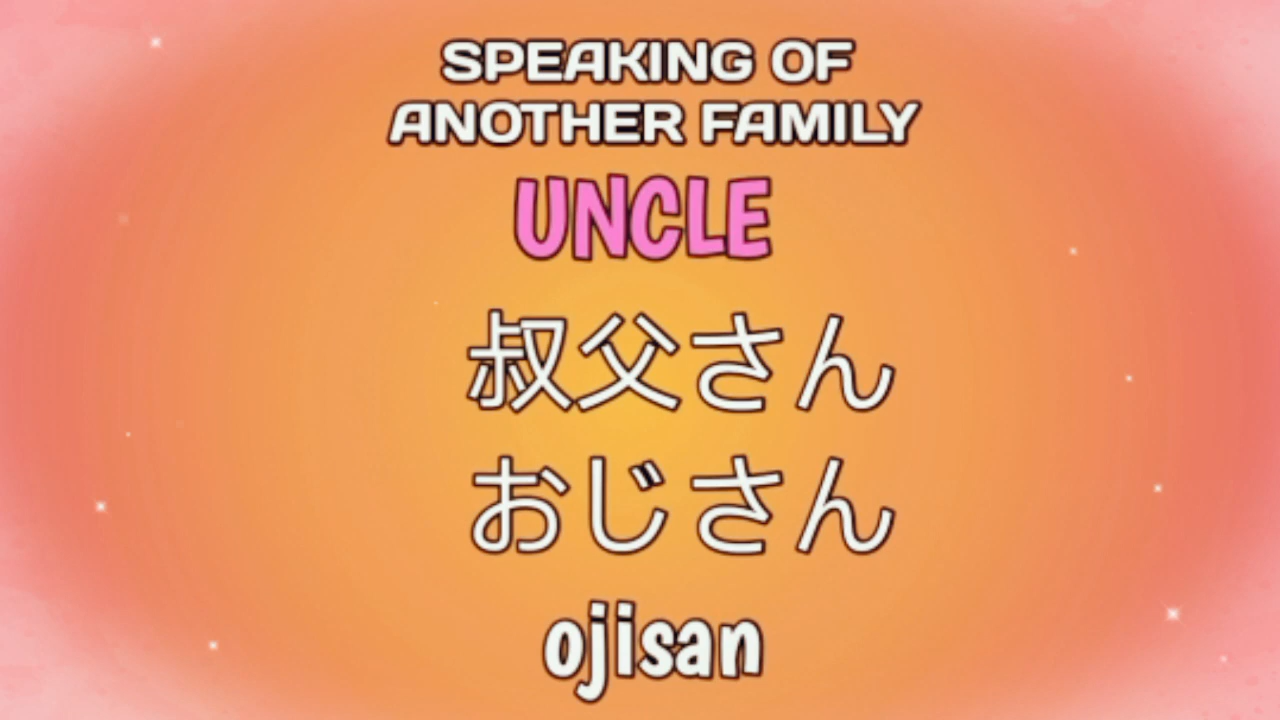 SPEAKING OF
ANOTHER FAMILY
UNCLE
叔父さん
おじさん
ojisan